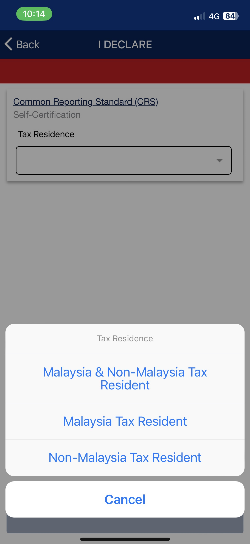 10:14
4G 64
Back
I DECLARE
Common Reporting Standard (CRS)
Self-Certification
Tax Residence
Tax Residence
Malaysia & Non-Malaysia Tax
Resident
Malaysia Tax Resident
Non-Malaysia Tax Resident
Cancel